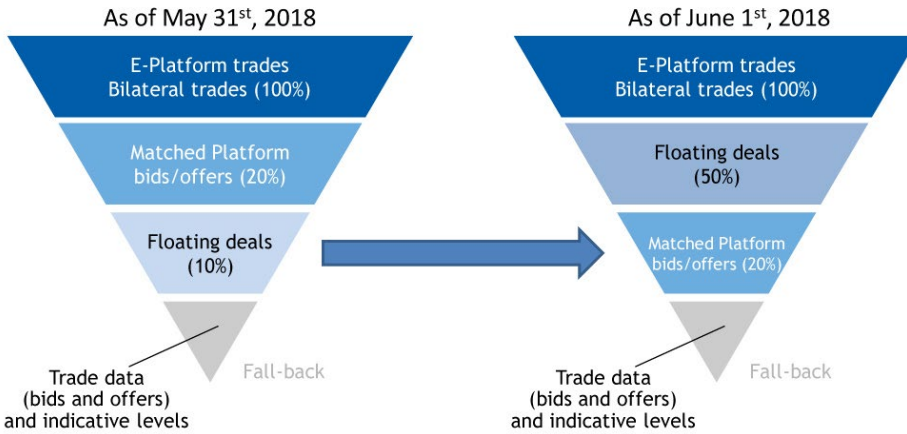 As of May 31st, 2018
E-Platform trades
Bilateral trades (100%)
Matched Platform
bids/offers (20%)
Floating deals
(10%)
Fall-back
Trade data
(bids and offers)
and indicative levels
As of June 1st, 2018
E-Platform trades
Bilateral trades (100%)
Floating deals
(50%)
Matched Platform
bids/offers (20%)
Fall-back
Trade data
(bids and offers)
and indicative levels